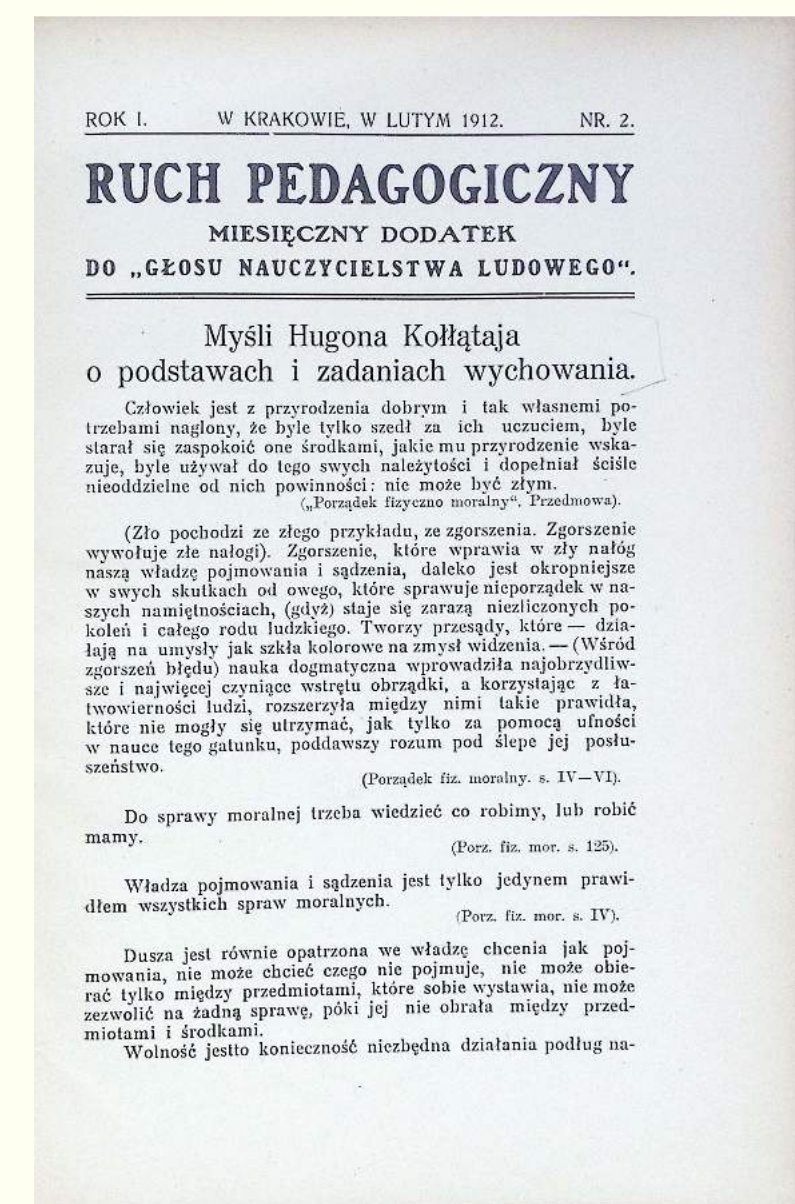 ROK I. W KRAKOWIE, W LUTYM 1912. NR. 2.
RUCH PEDAGOGICZNY
MIESIĘCZNY DODATEK
DO „GŁOSU NAUCZYCIELSTWA LUDOWEGO“.
Myśli Hugona Kołłątaja
o podstawach i zadaniach wychowania.
Człowiek jest z przyrodzenia dobrym i tak własnemi po-
trzebami naglony, że byle tylko szedł za ich uczuciem, byle
starał się zaspokoić one środkami, jakie mu przyrodzenie wska-
zuje, byle używał do tego swych należytości i dopełniał ściśle
nieoddzielne od nich powinności: nie może być złym.
(„Porządek fizyczno moralny“. Przedmowa).
(Zło pochodzi ze złego przykładu, ze zgorszenia. Zgorszenie
wywołuje złe nałogi). Zgorszenie, które wprawia w zły nałóg
naszą władzę pojmowania i sądzenia, daleko jest okropniejsze
w swych skutkach od owego, które sprawuje nieporządek w na-
szych namiętnościach, (gdyż) staje się zarazą niezliczonych po-
koleń i całego rodu ludzkiego. Tworzy przesądy, które — dzia-
łają na umysły jak szkła kolorowe na zmysł widzenia. — (Wśród
zgorszeń błędu) nauka dogmatyczna wprowadziła najobrzydliw-
sze i najwięcej czyniące wstrętu obrządki, a korzystając z ła-
twowierności ludzi, rozszerzyła między nimi takie prawidła,
które nie mogły się utrzymać, jak tylko za pomocą ufności
w nauce tego gatunku, poddawszy rozum pod ślepe jej posłu-
szeństwo.
(Porządek fiz. moralny. s. IV—VI).
Do sprawy moralnej trzeba wiedzieć co robimy, lub robić
mamy.
(Porz. fiz. mor. s. 125).
Władza pojmowania i sądzenia jest tylko jedynem prawi-
dłem wszystkich spraw moralnych.
(Porz. fiz. mor. s. IV).
Dusza jest równie opatrzona we władzę chcenia jak poj-
mowania, nie może chcieć czego nie pojmuje, nie może obie-
rać tylko między przedmiotami, które sobie wystawia, nie może
zezwolić na żadną sprawę, póki jej nie obrała między przed-
miotami i środkami.
Wolność jestto konieczność niezbędna działania podług na-